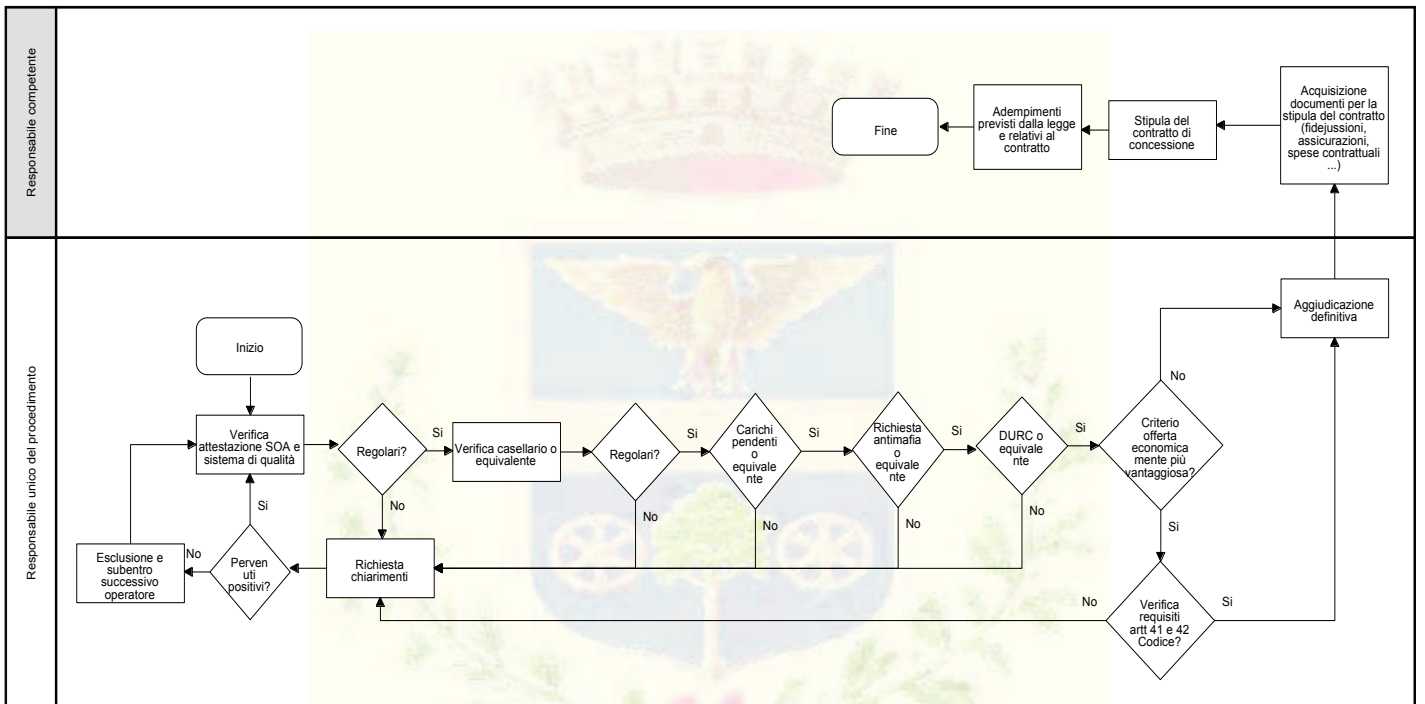 Responsabile competente
Fine
Adempimenti
previsti dalla legge
e relativi al
contratto
Stipula del
contratto di
concessione
Acquisizione
documenti per la
stipula del contratto
(fidejussioni,
assicurazioni,
spese contrattuali
...)
Responsabile unico del procedimento
Inizio
Verifica
attestazione SOA e
sistema di qualità
Regolari?
Si
Verifica casellario o
equivalente
Regolari?
Si
Carichi
pendenti
o
equivale
nte
Si
Richiesta
antimafia
o
equivale
nte
Si
DURC o
equivale
nte
Si
Criterio
offerta
economica
mente più
vantaggiosa?
No
Aggiudicazione
definitiva
Si
No
No
No
No
No
Si
Esclusione e
subentro
successivo
operatore
No
Perven
uti
positivi?
Richiesta
chiarimenti
No
Verifica
requisiti
artt 41 e 42
Codice?
Si